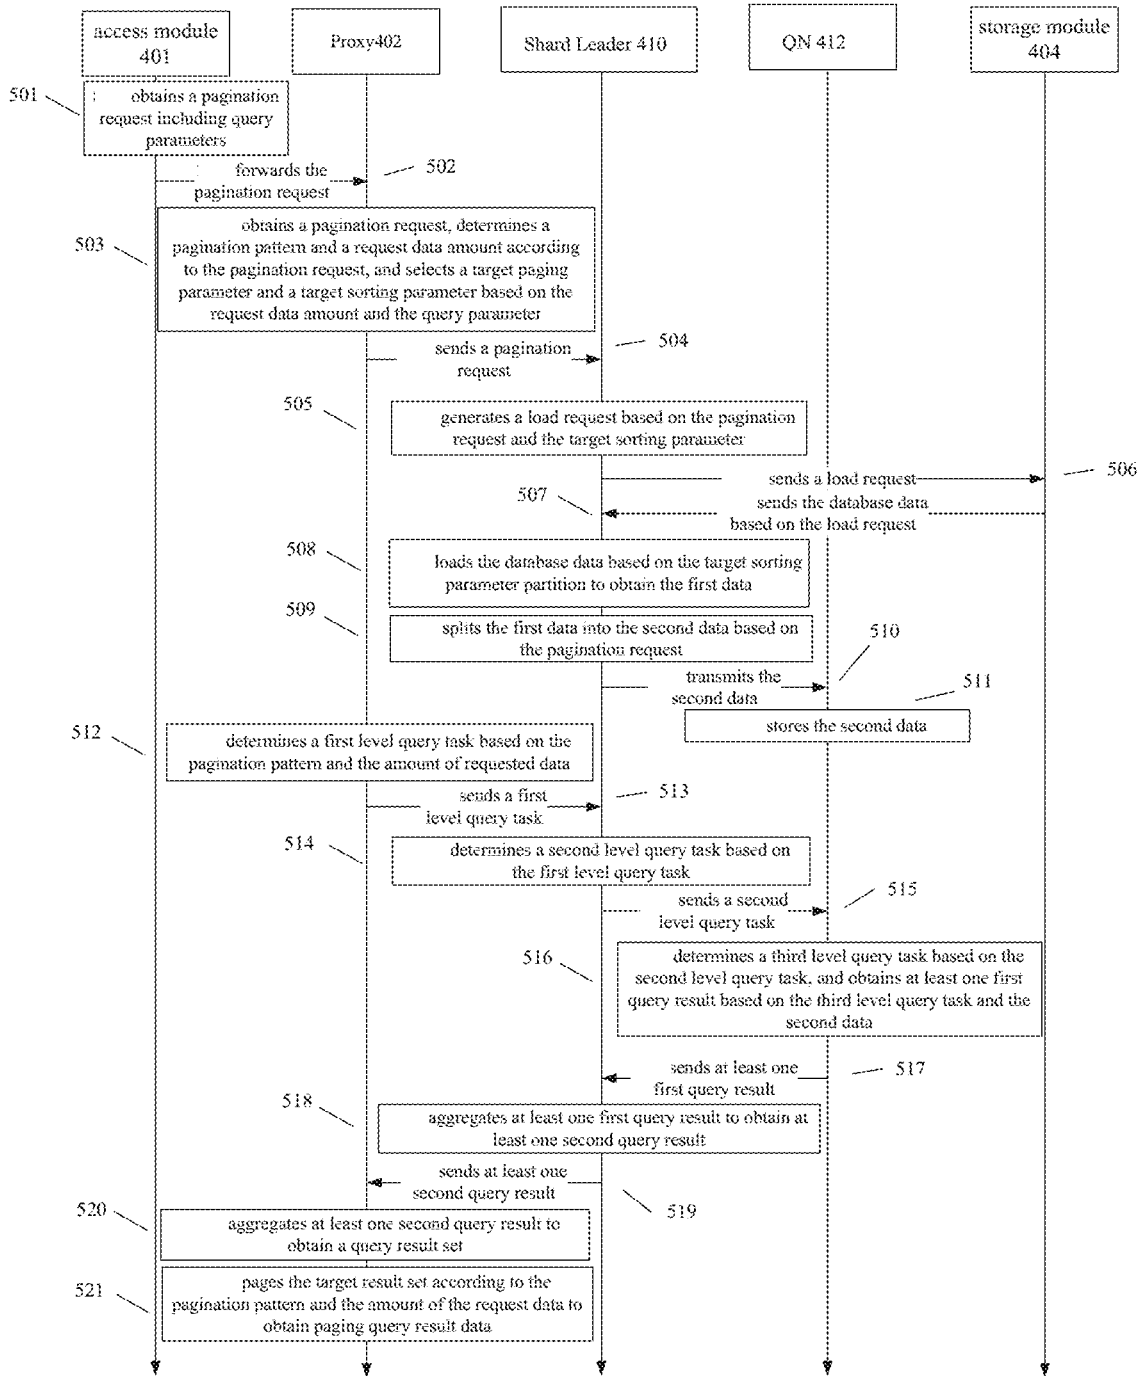 access module
401
Proxy402
Shard Leader 410
QN 412
storage module
404
501
obtains a pagination
request including query
parameters
forwards the
pagination request
502
503
obtains a pagination request, determines a
pagination pattern and a request data amount according
to the pagination request, and selects a target paging
parameter and a target sorting parameter based on the
request data amount and the query parameter
sends a pagination
request
504
505
generates a load request based on the pagination
request and the target sorting parameter
sends a load request
506
507
sends the database data
based on the load request
508
loads the database data based on the target sorting
parameter partition to obtain the first data
509
splits the first data into the second data based on
the pagination request
510
transmits the
second data
511
stores the second data
512
determines a first level query task based on the
pagination pattern and the amount of requested data
sends a first
level query task
513
514
determines a second level query task based on
the first level query task
sends a second
level query task
515
516
determines a third level query task based on the
second level query task, and obtains at least one first
query result based on the third level query task and the
second data
sends at least one
first query result
517
518
aggregates at least one first query result to obtain at
least one second query result
sends at least one
second query result
519
520
aggregates at least one second query result to
obtain a query result set
521
pages the target result set according to the
pagination pattern and the amount of the request data to
obtain paging query result data